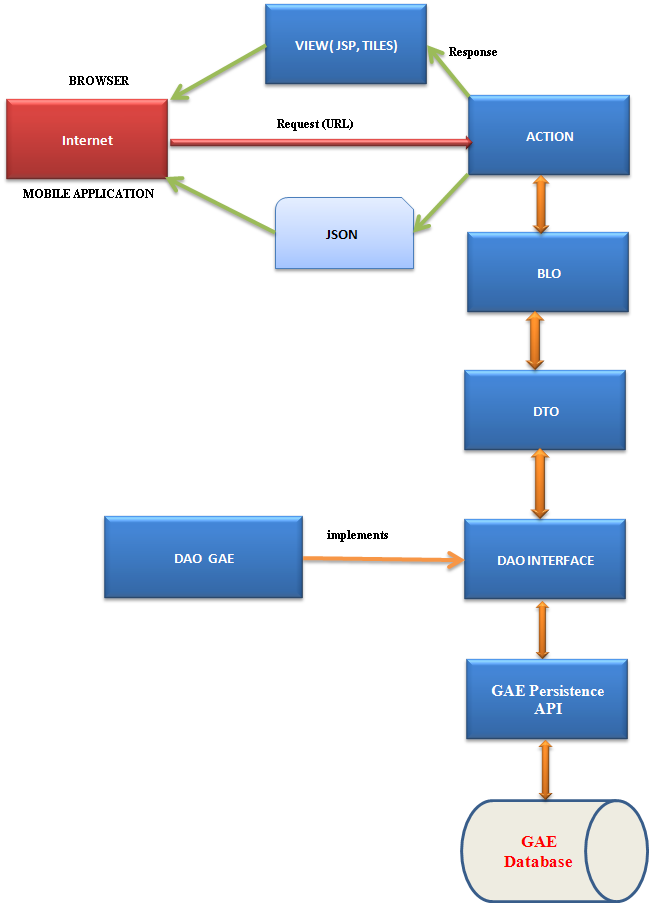 VIEW( JSP, TILES)
Response
BROWSER
Internet
Request (URL)
ACTION
MOBILE APPLICATION
JSON
BLO
DTO
implements
DAO GAE
DAO INTERFACE
GAE Persistence
API
GAE
Database